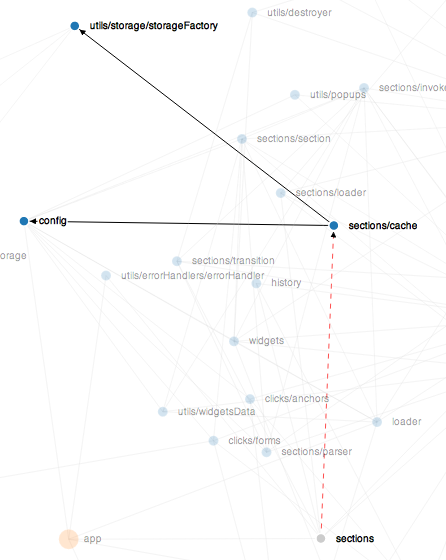 utils/destroyer
utils/storage/storageFactory
sections/invoke
utils/popups
sections/section
sections/loader
config
sections/cache
orage
sections/transition
utils/errorHandlers/errorHandler
history
widgets
clicks/anchors
utils/widgetsData
loader
clicks/forms
sections/parser
app
sections